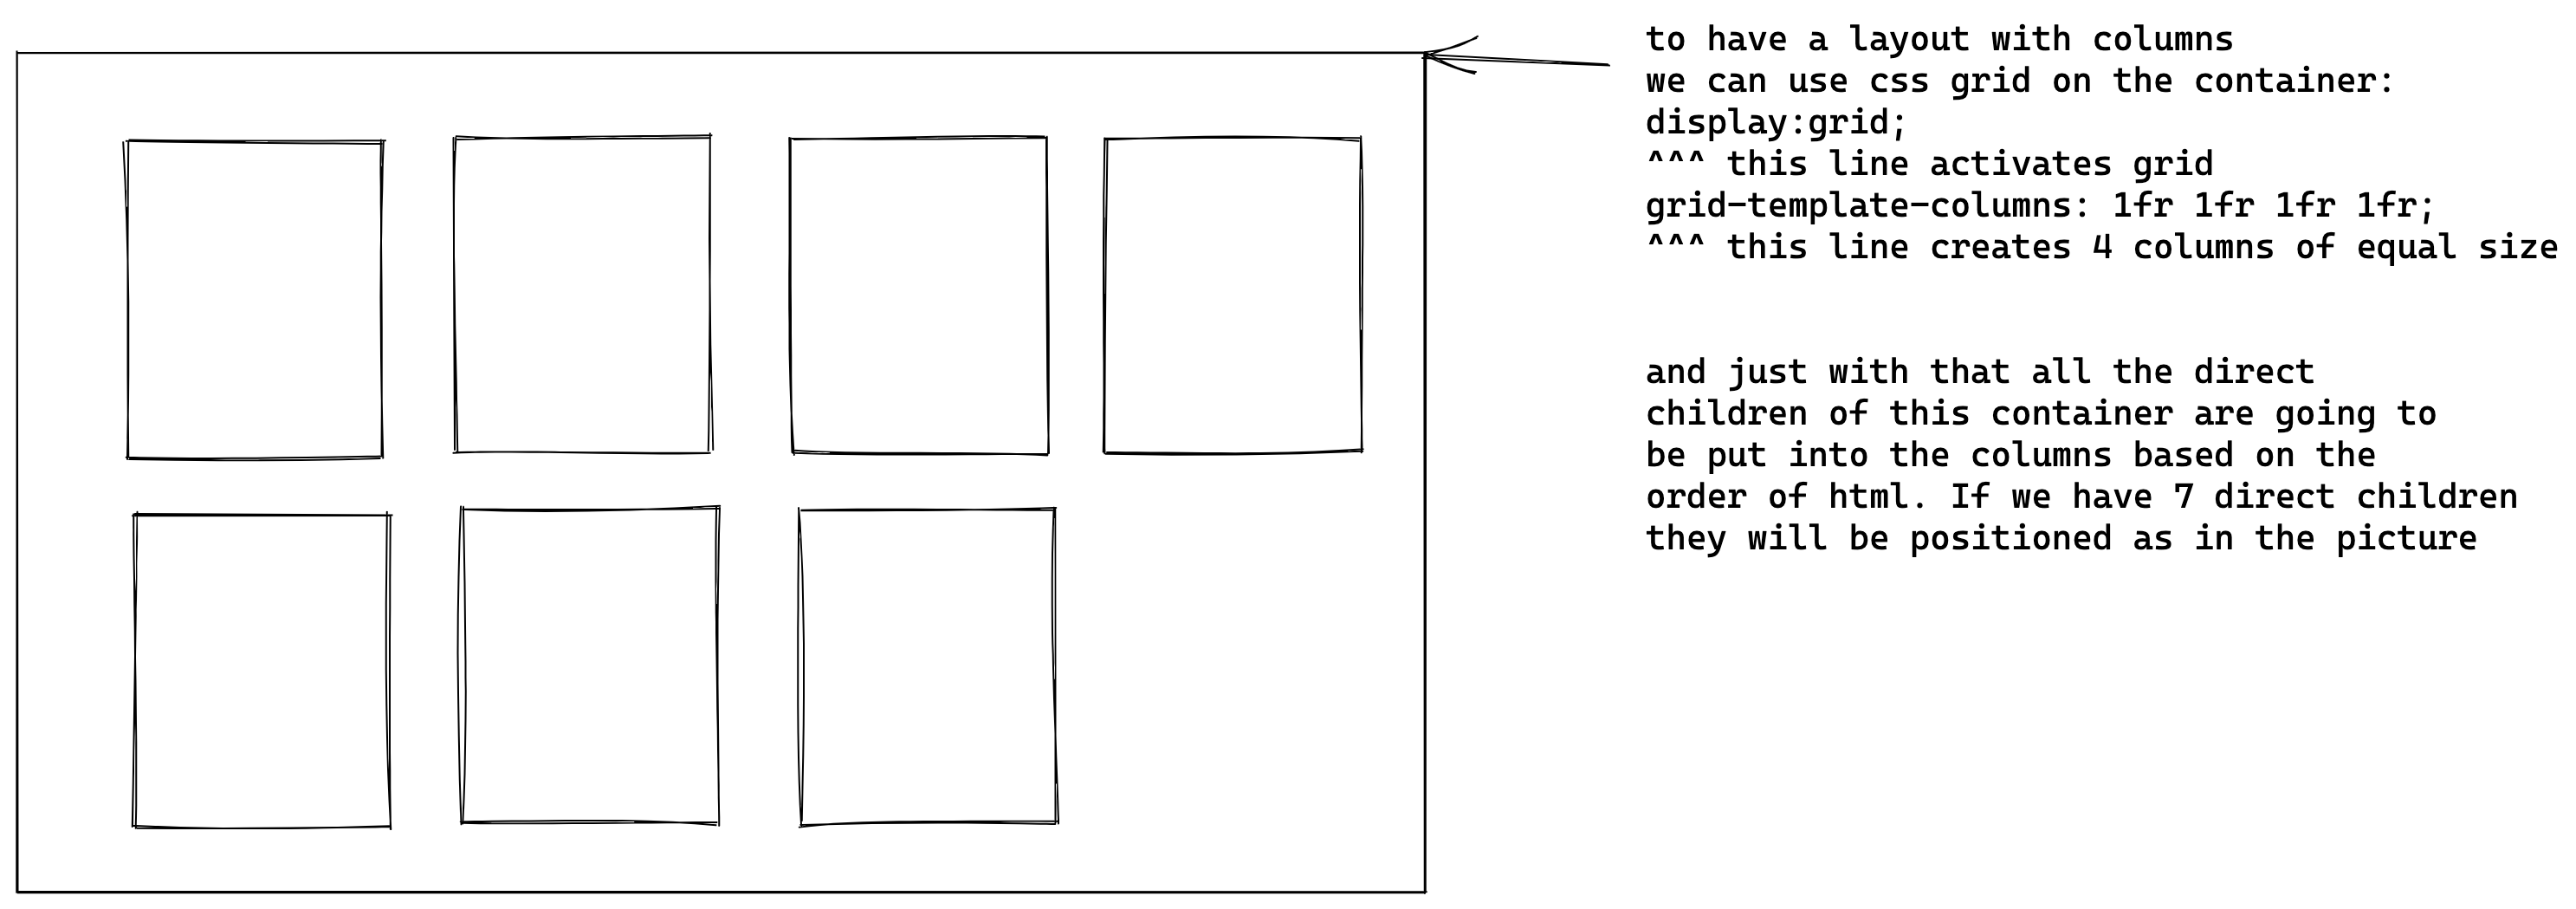 to have a layout with columns
we can use css grid on the container:
display:grid;
^^^ this line activates grid
grid-template-columns: 1fr 1fr 1fr 1fr;
^^^ this line creates 4 columns of equal size
and just with that all the direct
children of this container are going to
be put into the columns based on the
order of html. If we have 7 direct children
they will be positioned as in the picture